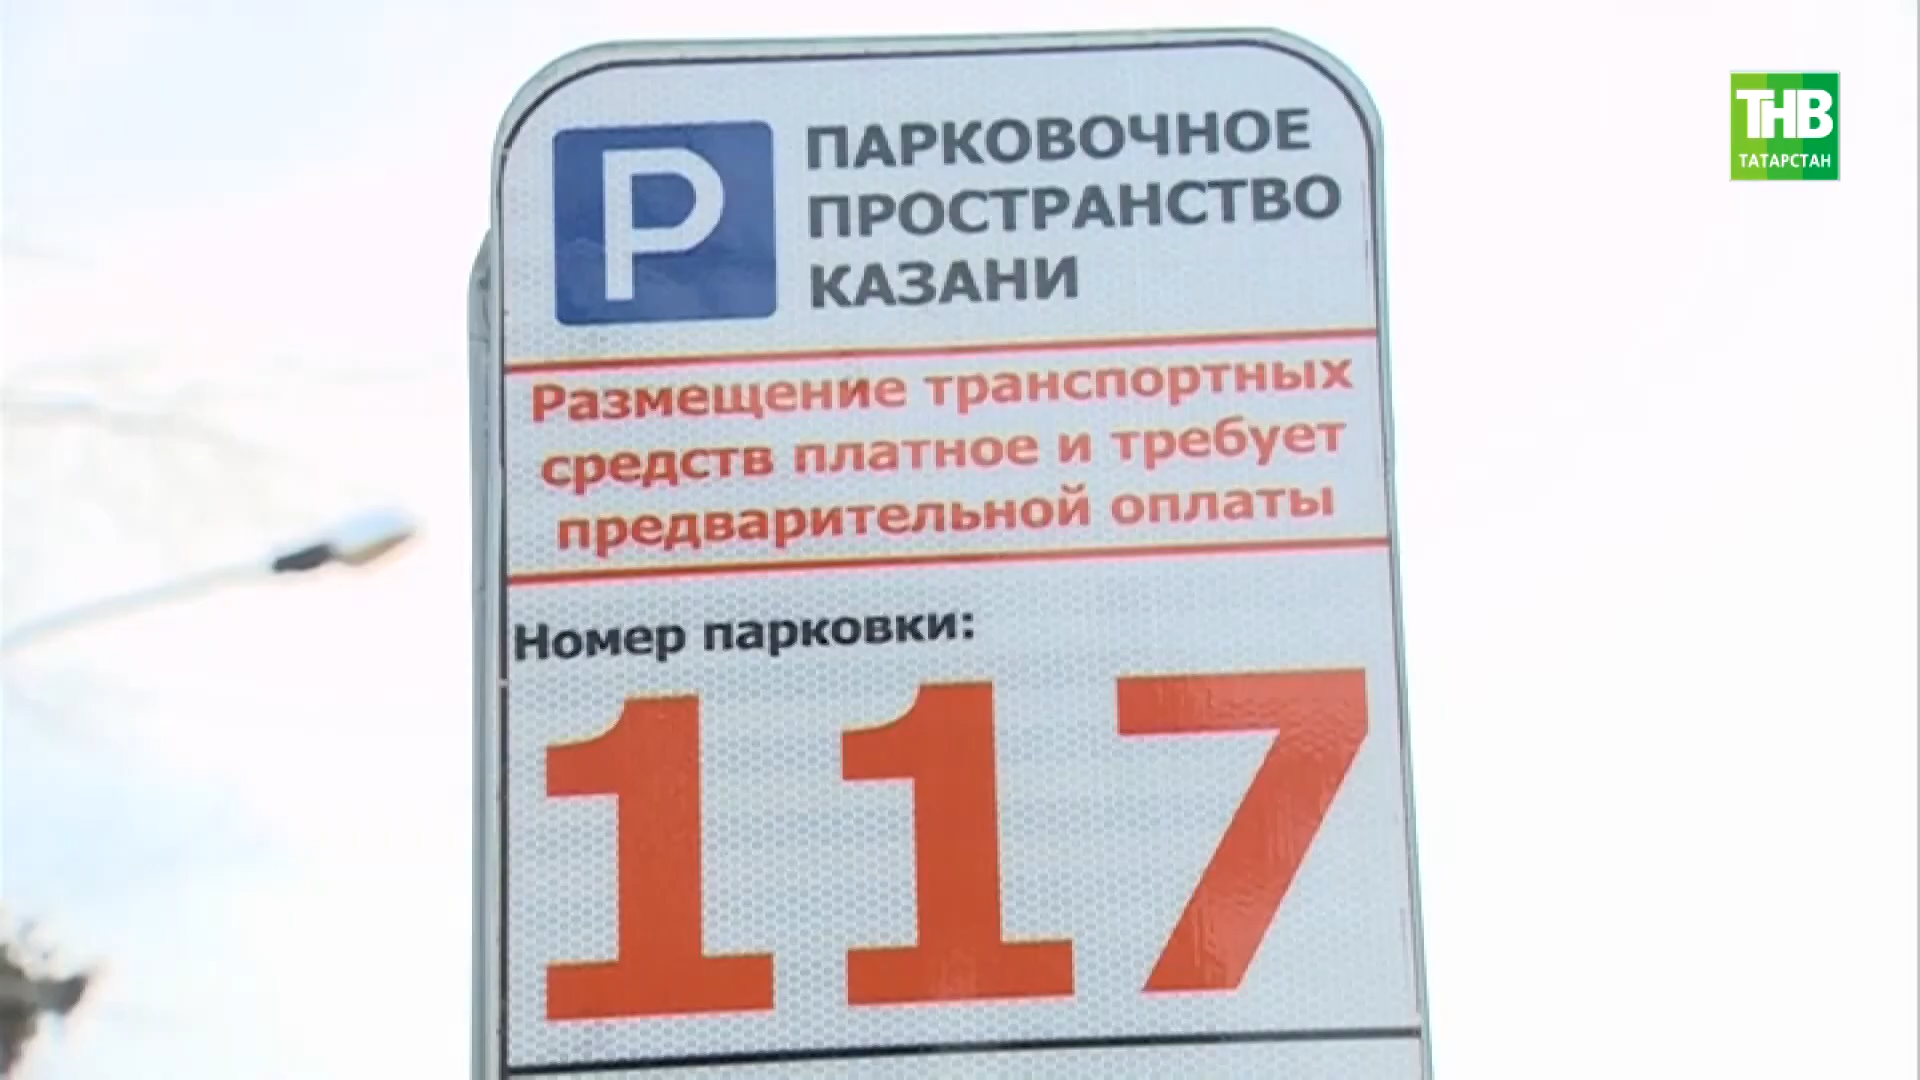 P
ПАРКОВОЧНОЕ
ПРОСТРАНСТВО
КАЗАНИ
Размещение транспортных
средств платное и требует
предварительной оплаты
Номер парковки:
117
ТНВ
ТАТАРСТАН